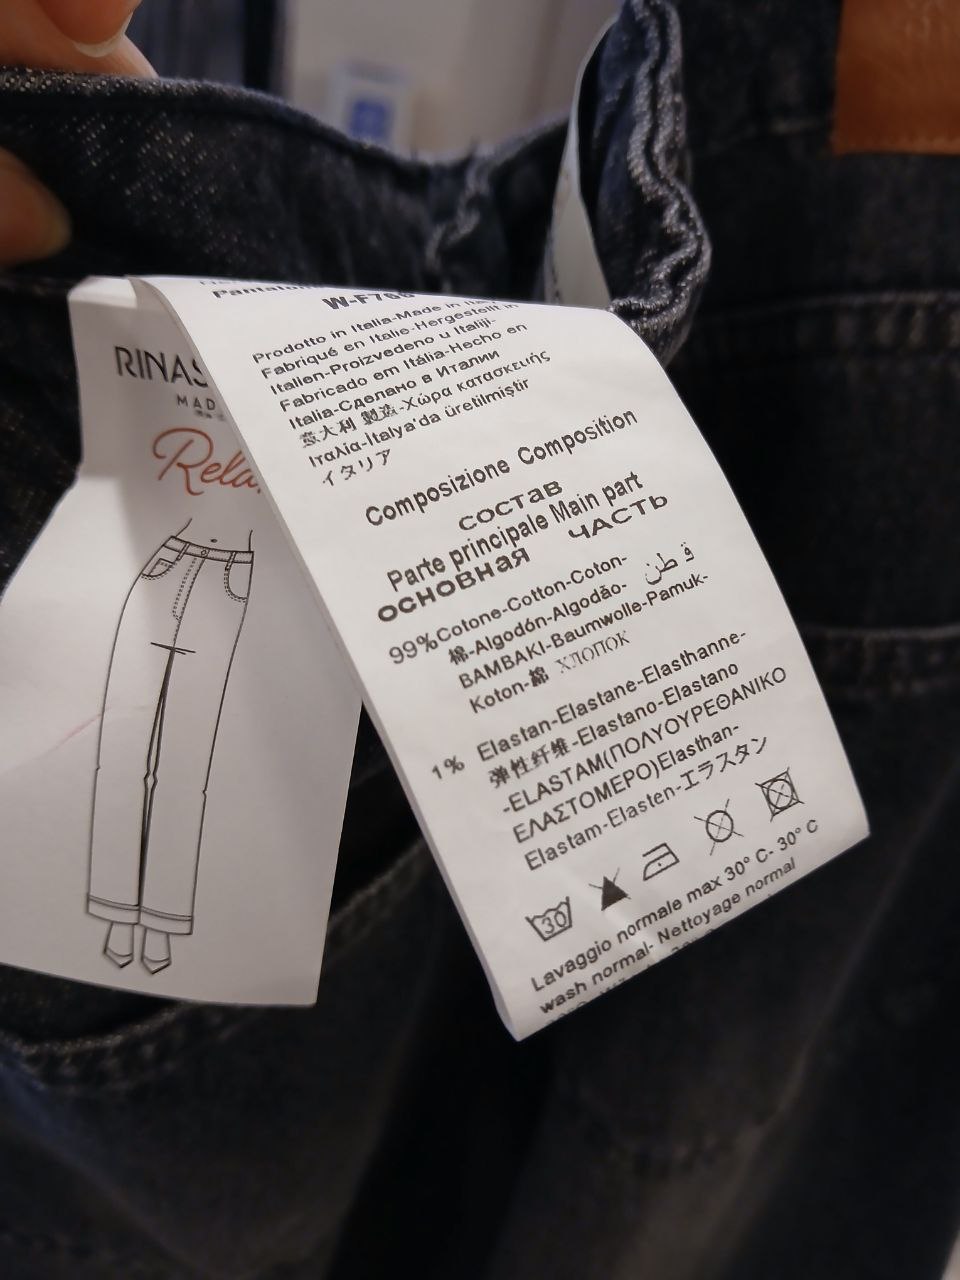 RINAS
MAD
Rela
W-F768
Prodotto in Italia-Made in Italy
Fabriqué en Italie-Hergestellt in
Italien-Proizvedeno u Italiji-
Fabricado em Itália-Hecho en
Italia-Сделано в Италии
意大利 製造-Χώρα κατασκευής
Ιταλία-İtalya'da üretilmiştir
イタリア
Composizione Composition
СОСТАВ
Parte principale Main part
ОСНОВНАЯ ЧАСТЬ
99%Cotone-Cotton-Coton-
棉-Algodón-Algodão- قطن
BAMBAKI-Baumwolle-Pamuk-
Koton-綿 ХЛОПОК
1% Elastan-Elastane-Elasthanne-
弹性纤维-Elastano-Elastano
-ELASTAM(ΠΟΛΥΟΥΡΕΘΑΝΙΚΟ
ΕΛΑΣΤΟΜΕΡΟ)Elasthan-
Elastam-Elasten-エラスタン
30
Lavaggio normale max 30° C- 30° C
wash normal- Nettoyage normal